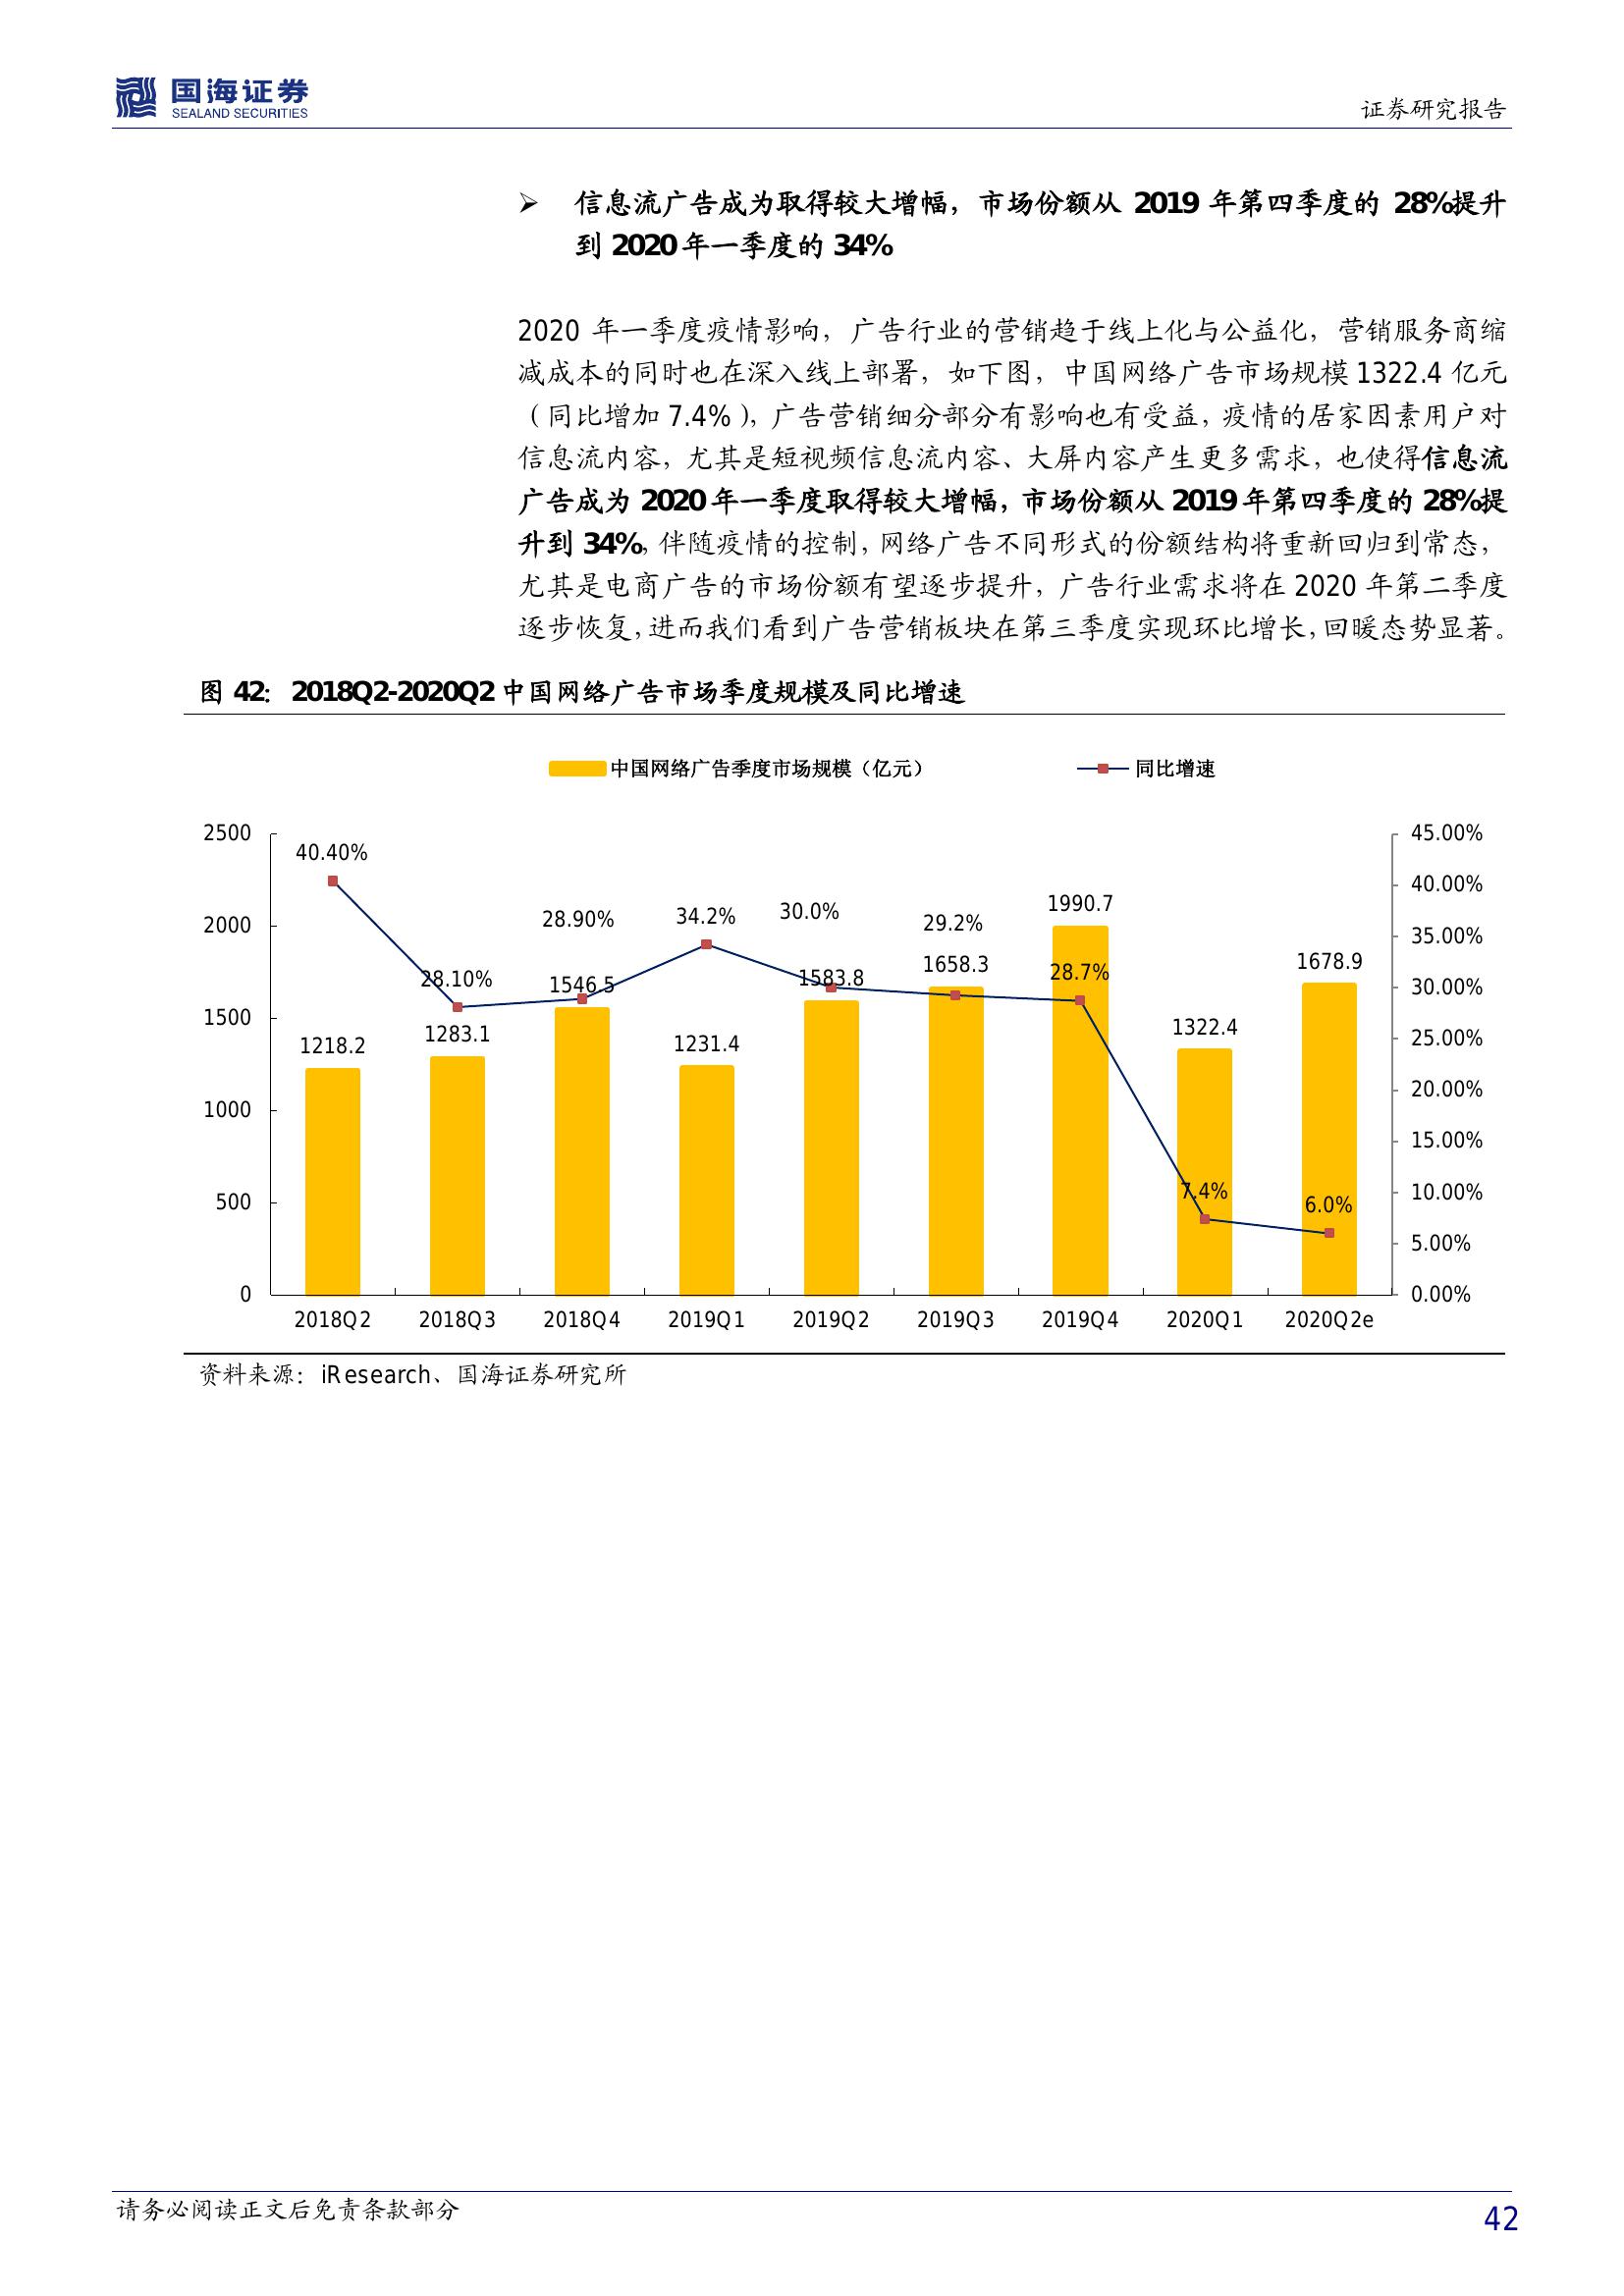 国海证券
SEALAND SECURITIES
证券研究报告
➢ 信息流广告成为取得较大增幅，市场份额从 2019 年第四季度的 28%提升
到 2020 年一季度的 34%
2020 年一季度疫情影响，广告行业的营销趋于线上化与公益化，营销服务商缩
减成本的同时也在深入线上部署，如下图，中国网络广告市场规模 1322.4 亿元
（同比增加 7.4%），广告营销细分部分有影响也有受益，疫情的居家因素用户对
信息流内容，尤其是短视频信息流内容、大屏内容产生更多需求，也使得信息流
广告成为 2020 年一季度取得较大增幅，市场份额从 2019 年第四季度的 28%提
升到 34%，伴随疫情的控制，网络广告不同形式的份额结构将重新回归到常态，
尤其是电商广告的市场份额有望逐步提升，广告行业需求将在 2020 年第二季度
逐步恢复，进而我们看到广告营销板块在第三季度实现环比增长，回暖态势显著。
图 42： 2018Q2-2020Q2 中国网络广告市场季度规模及同比增速
中国网络广告季度市场规模（亿元） 同比增速
2500
2000
1500
1000
500
0
45.00%
40.00%
35.00%
30.00%
25.00%
20.00%
15.00%
10.00%
5.00%
0.00%
40.40% 28.10% 28.90% 34.2% 30.0% 29.2% 28.7% 7.4% 6.0%
1218.2 1283.1 1546.5 1231.4 1583.8 1658.3 1990.7 1322.4 1678.9
2018Q2 2018Q3 2018Q4 2019Q1 2019Q2 2019Q3 2019Q4 2020Q1 2020Q2e
资料来源：iResearch、国海证券研究所
请务必阅读正文后免责条款部分
42